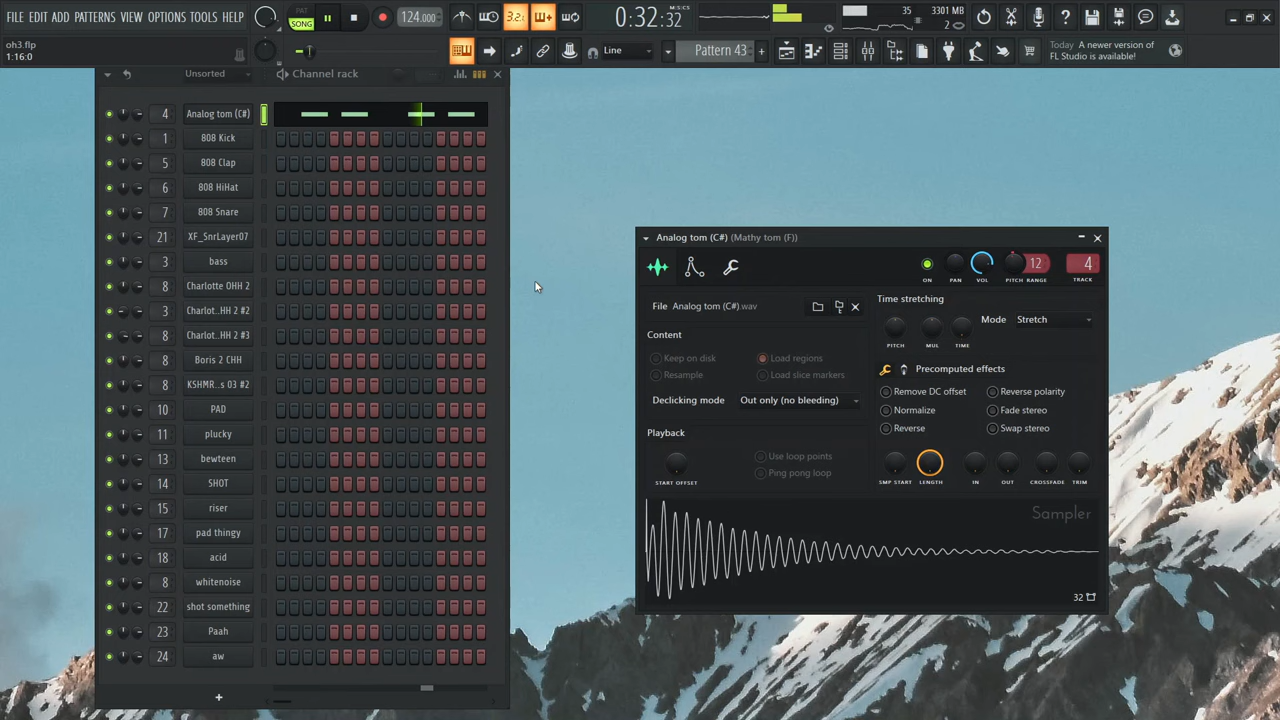 FILE EDIT ADD PATTERNS VIEW OPTIONS TOOLS HELP
PAT
SONG
124.000
3.2x
0:32:32
M:S:CS
35
3301 MB
2
oh3.flp
1:16:0
Line
Pattern 43
+
Today
A newer version of
FL Studio is available!
Unsorted
Channel rack
4 Analog tom (C#)
1 808 Kick
5 808 Clap
6 808 HiHat
7 808 Snare
21 XF_SnrLayer07
3 bass
8 Charlotte OHH 2
3 Charlot..HH 2 #2
8 Charlot..HH 2 #3
8 Boris 2 CHH
8 KSHMR...s 03 #2
10 PAD
11 plucky
13 bewteen
14 SHOT
15 riser
17 pad thingy
18 acid
8 whitenoise
22 shot something
23 Paah
24 aw
+
Analog tom (C#) (Mathy tom (F))
12
4
ON PAN VOL PITCH RANGE TRACK
File Analog tom (C#).wav
Content
Keep on disk
Load regions
Resample
Load slice markers
Declicking mode Out only (no bleeding)
Playback
Use loop points
Ping pong loop
START OFFSET
Time stretching
Mode Stretch
PITCH MUL TIME
Precomputed effects
Remove DC offset
Reverse polarity
Normalize
Fade stereo
Reverse
Swap stereo
SMP START LENGTH IN OUT CROSSFADE TRIM
Sampler
32